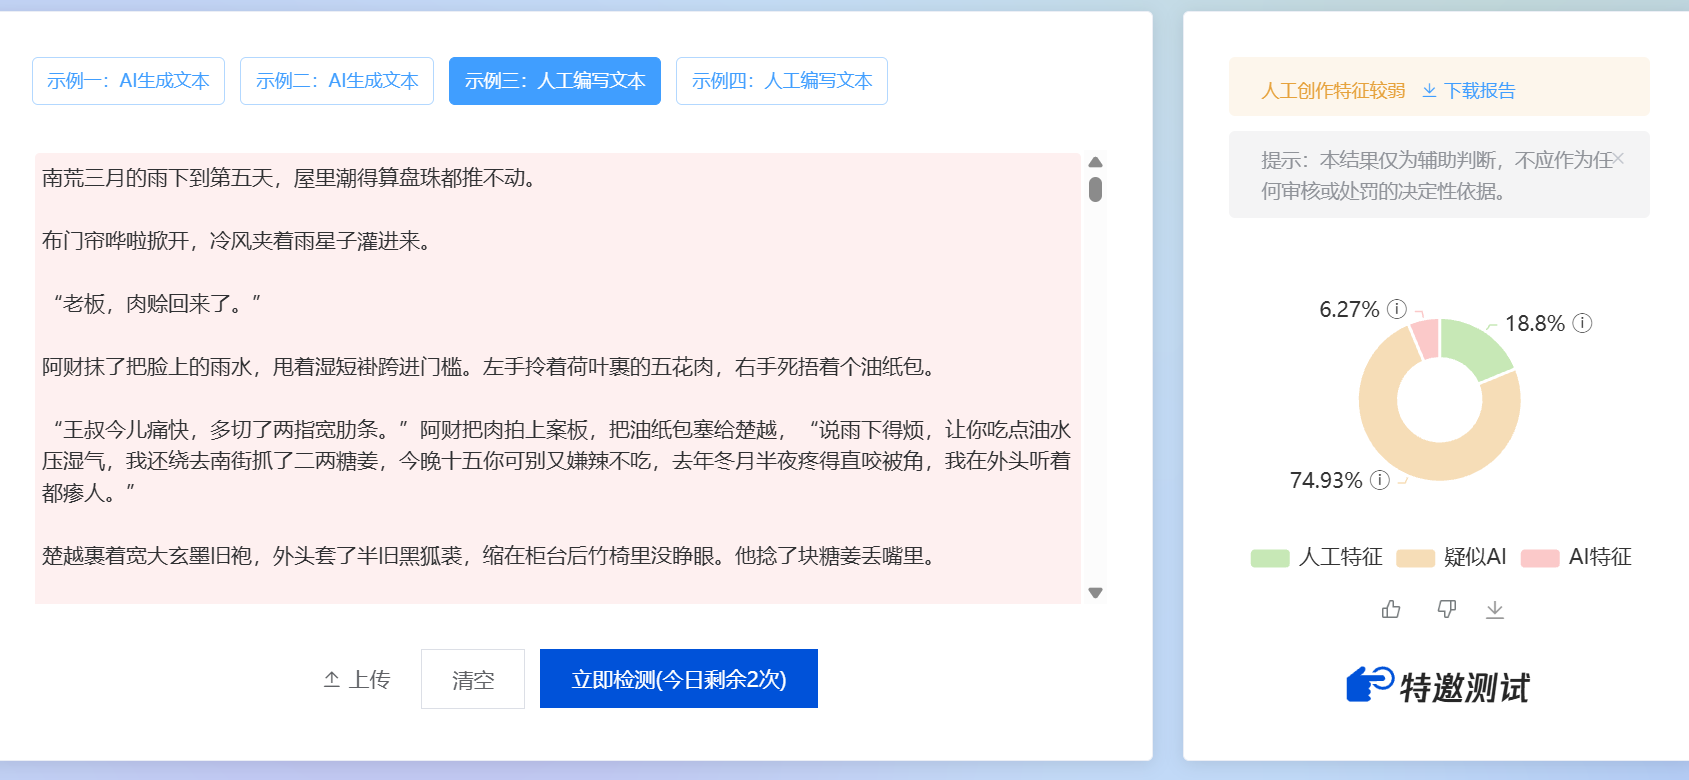 示例一：AI生成文本
示例二：AI生成文本
示例三：人工编写文本
示例四：人工编写文本
南荒三月的雨下到第五天，屋里潮得算盘珠都推不动。
布门帘哗啦掀开，冷风夹着雨星子灌进来。
“老板，肉赊回来了。”
阿财抹了把脸上的雨水，甩着湿短褂跨进门槛。左手拎着荷叶裹的五花肉，右手死捂着个油纸包。
“王叔今儿痛快，多切了两指宽肋条。”阿财把肉拍上案板，把油纸包塞给楚越，“说雨下得烦，让你吃点油水
压湿气，我还绕去南街抓了二两糖姜，今晚十五你可别又嫌辣不吃，去年冬月半夜疼得直咬被角，我在外头听着
都瘆人。”
楚越裹着宽大玄墨旧袍，外头套了半旧黑狐裘，缩在柜台后竹椅里没睁眼。他捻了块糖姜丢嘴里。
上传
清空
立即检测(今日剩余2次)
人工创作特征较弱
下载报告
提示：本结果仅为辅助判断，不应作为任
何审核或处罚的决定性依据。
6.27%
18.8%
74.93%
人工特征
疑似AI
AI特征
特邀测试